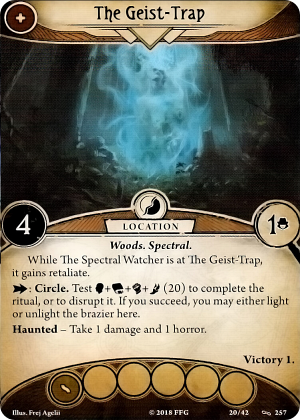 The Geist-Trap
LOCATION
4
1
Woods. Spectral.
While The Spectral Watcher is at The Geist-Trap,
it gains retaliate.
: Circle. Test + + + (20) to complete the
ritual, or to disrupt it. If you succeed, you may either light
or unlight the brazier here.
Haunted – Take 1 damage and 1 horror.
Victory 1.
Illus. Frej Agelii
© 2018 FFG
20/42
257